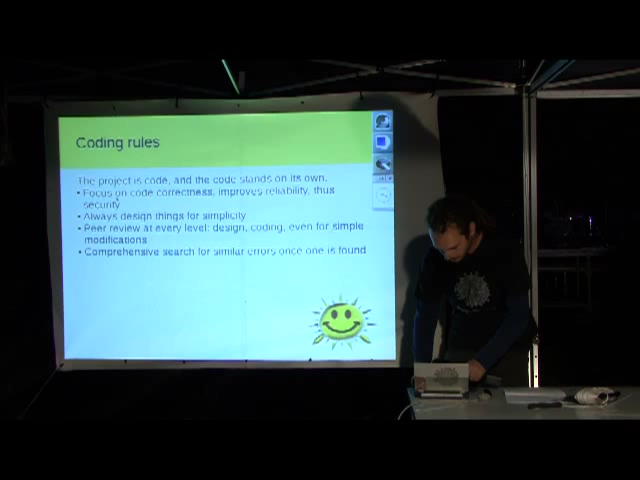 Coding rules
The project is code, and the code stands on its own.
• Focus on code correctness, improves reliability, thus
security
• Always design things for simplicity
• Peer review at every level: design, coding, even for simple
modifications
• Comprehensive search for similar errors once one is found